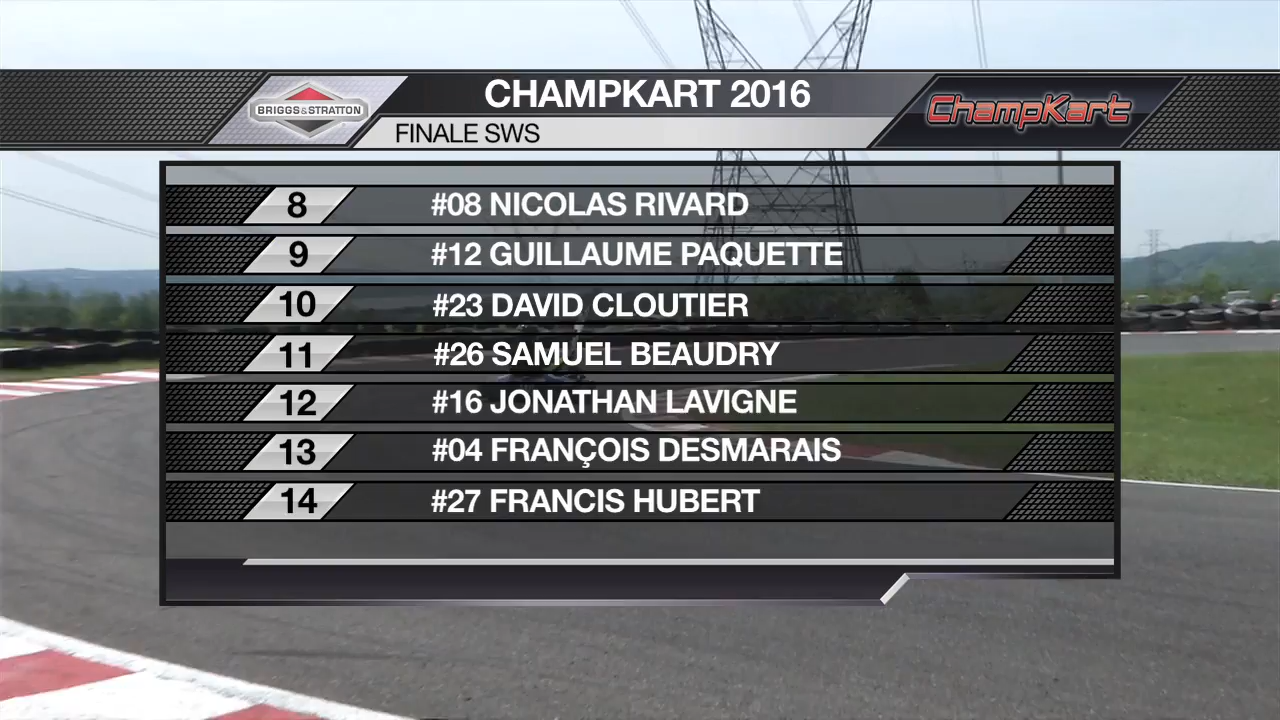 BRIGGS&STRATTON
CHAMPKART 2016
ChampKart
FINALE SWS
8 #08 NICOLAS RIVARD
9 #12 GUILLAUME PAQUETTE
10 #23 DAVID CLOUTIER
11 #26 SAMUEL BEAUDRY
12 #16 JONATHAN LAVIGNE
13 #04 FRANÇOIS DESMARAIS
14 #27 FRANCIS HUBERT